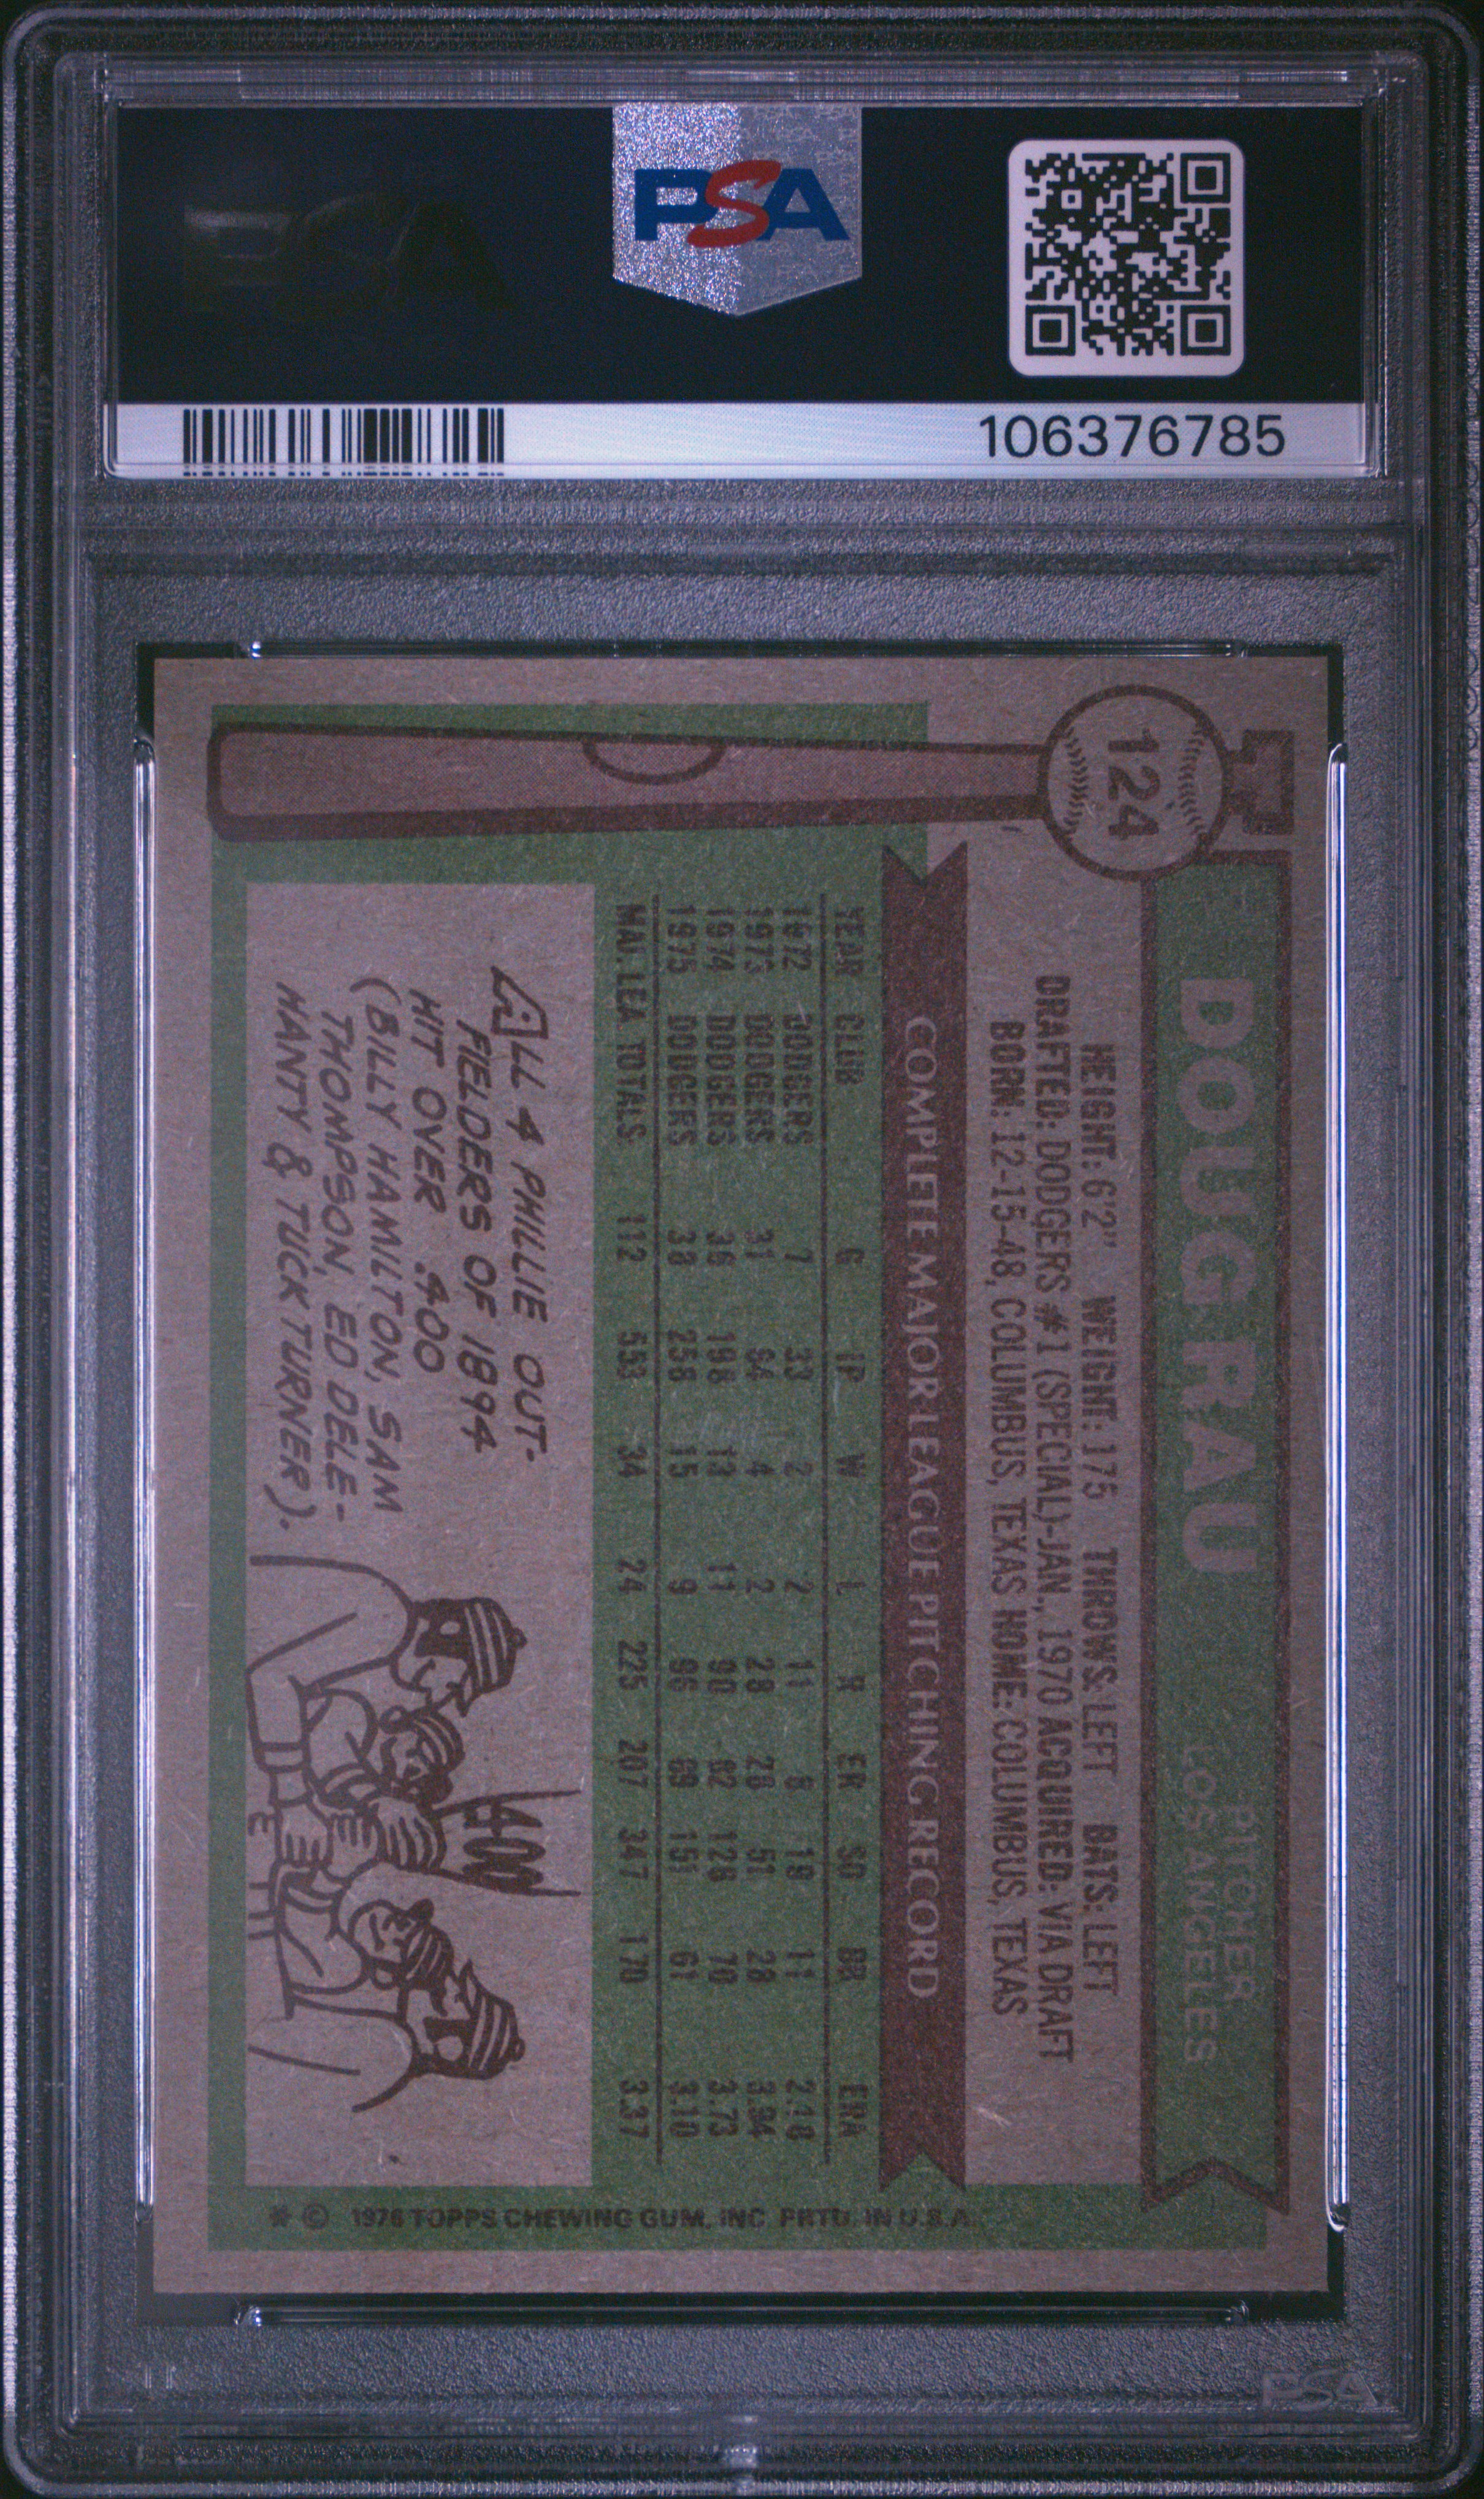 PSA
106376785
124
T
DOUG RAU
PITCHER
LOS ANGELES
HEIGHT: 6'2" WEIGHT: 175 THROWS: LEFT BATS: LEFT
DRAFTED: DODGERS #1 (SPECIAL)-JAN., 1970 ACQUIRED: VIA DRAFT
BORN: 12-15-48, COLUMBUS, TEXAS HOME: COLUMBUS, TEXAS
COMPLETE MAJOR LEAGUE PITCHING RECORD
YEAR CLUB G IP W L R ER SO BB ERA
1972 DODGERS 7 33 2 2 11 8 19 11 2.18
1973 DODGERS 31 64 4 2 28 28 51 28 3.94
1974 DODGERS 36 198 13 11 90 82 126 70 3.73
1975 DODGERS 38 258 15 9 96 89 151 61 3.10
MAJ. LEA. TOTALS 112 553 34 24 225 207 347 170 3.37
ALL 4 PHILLIE OUT-
FIELDERS OF 1894
HIT OVER .400
(BILLY HAMILTON, SAM
THOMPSON, ED DELE-
HANTY & TUCK TURNER).
.400
* © 1976 TOPPS CHEWING GUM, INC. PRTD. IN U.S.A.
PSA